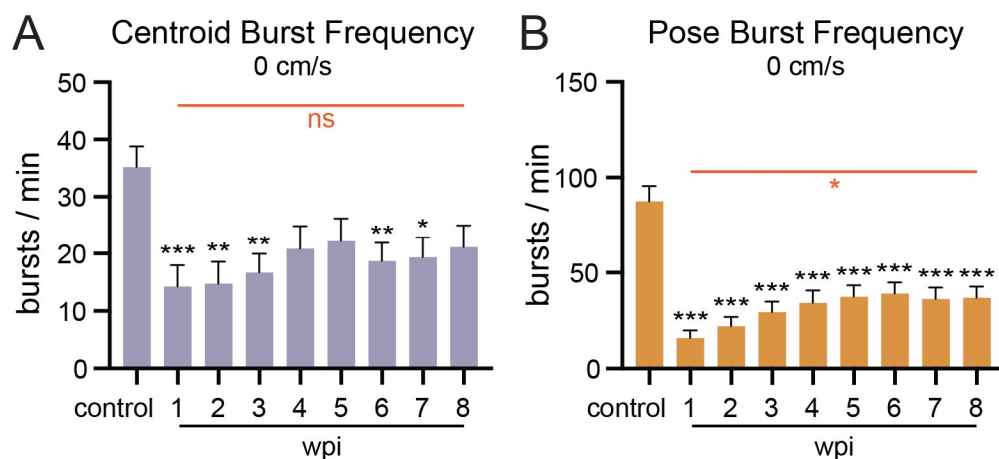 A
Centroid Burst Frequency
0 cm/s
bursts / min
50
40
30
20
10
0
ns
***
**
**
**
*
control 1 2 3 4 5 6 7 8
wpi
B
Pose Burst Frequency
0 cm/s
bursts / min
150
100
50
0
*
***
***
***
***
***
***
***
***
control 1 2 3 4 5 6 7 8
wpi